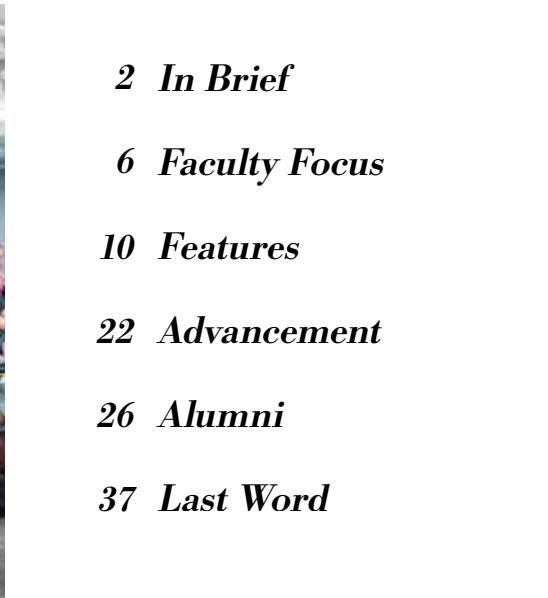 2 In Brief
6 Faculty Focus
10 Features
22 Advancement
26 Alumni
37 Last Word